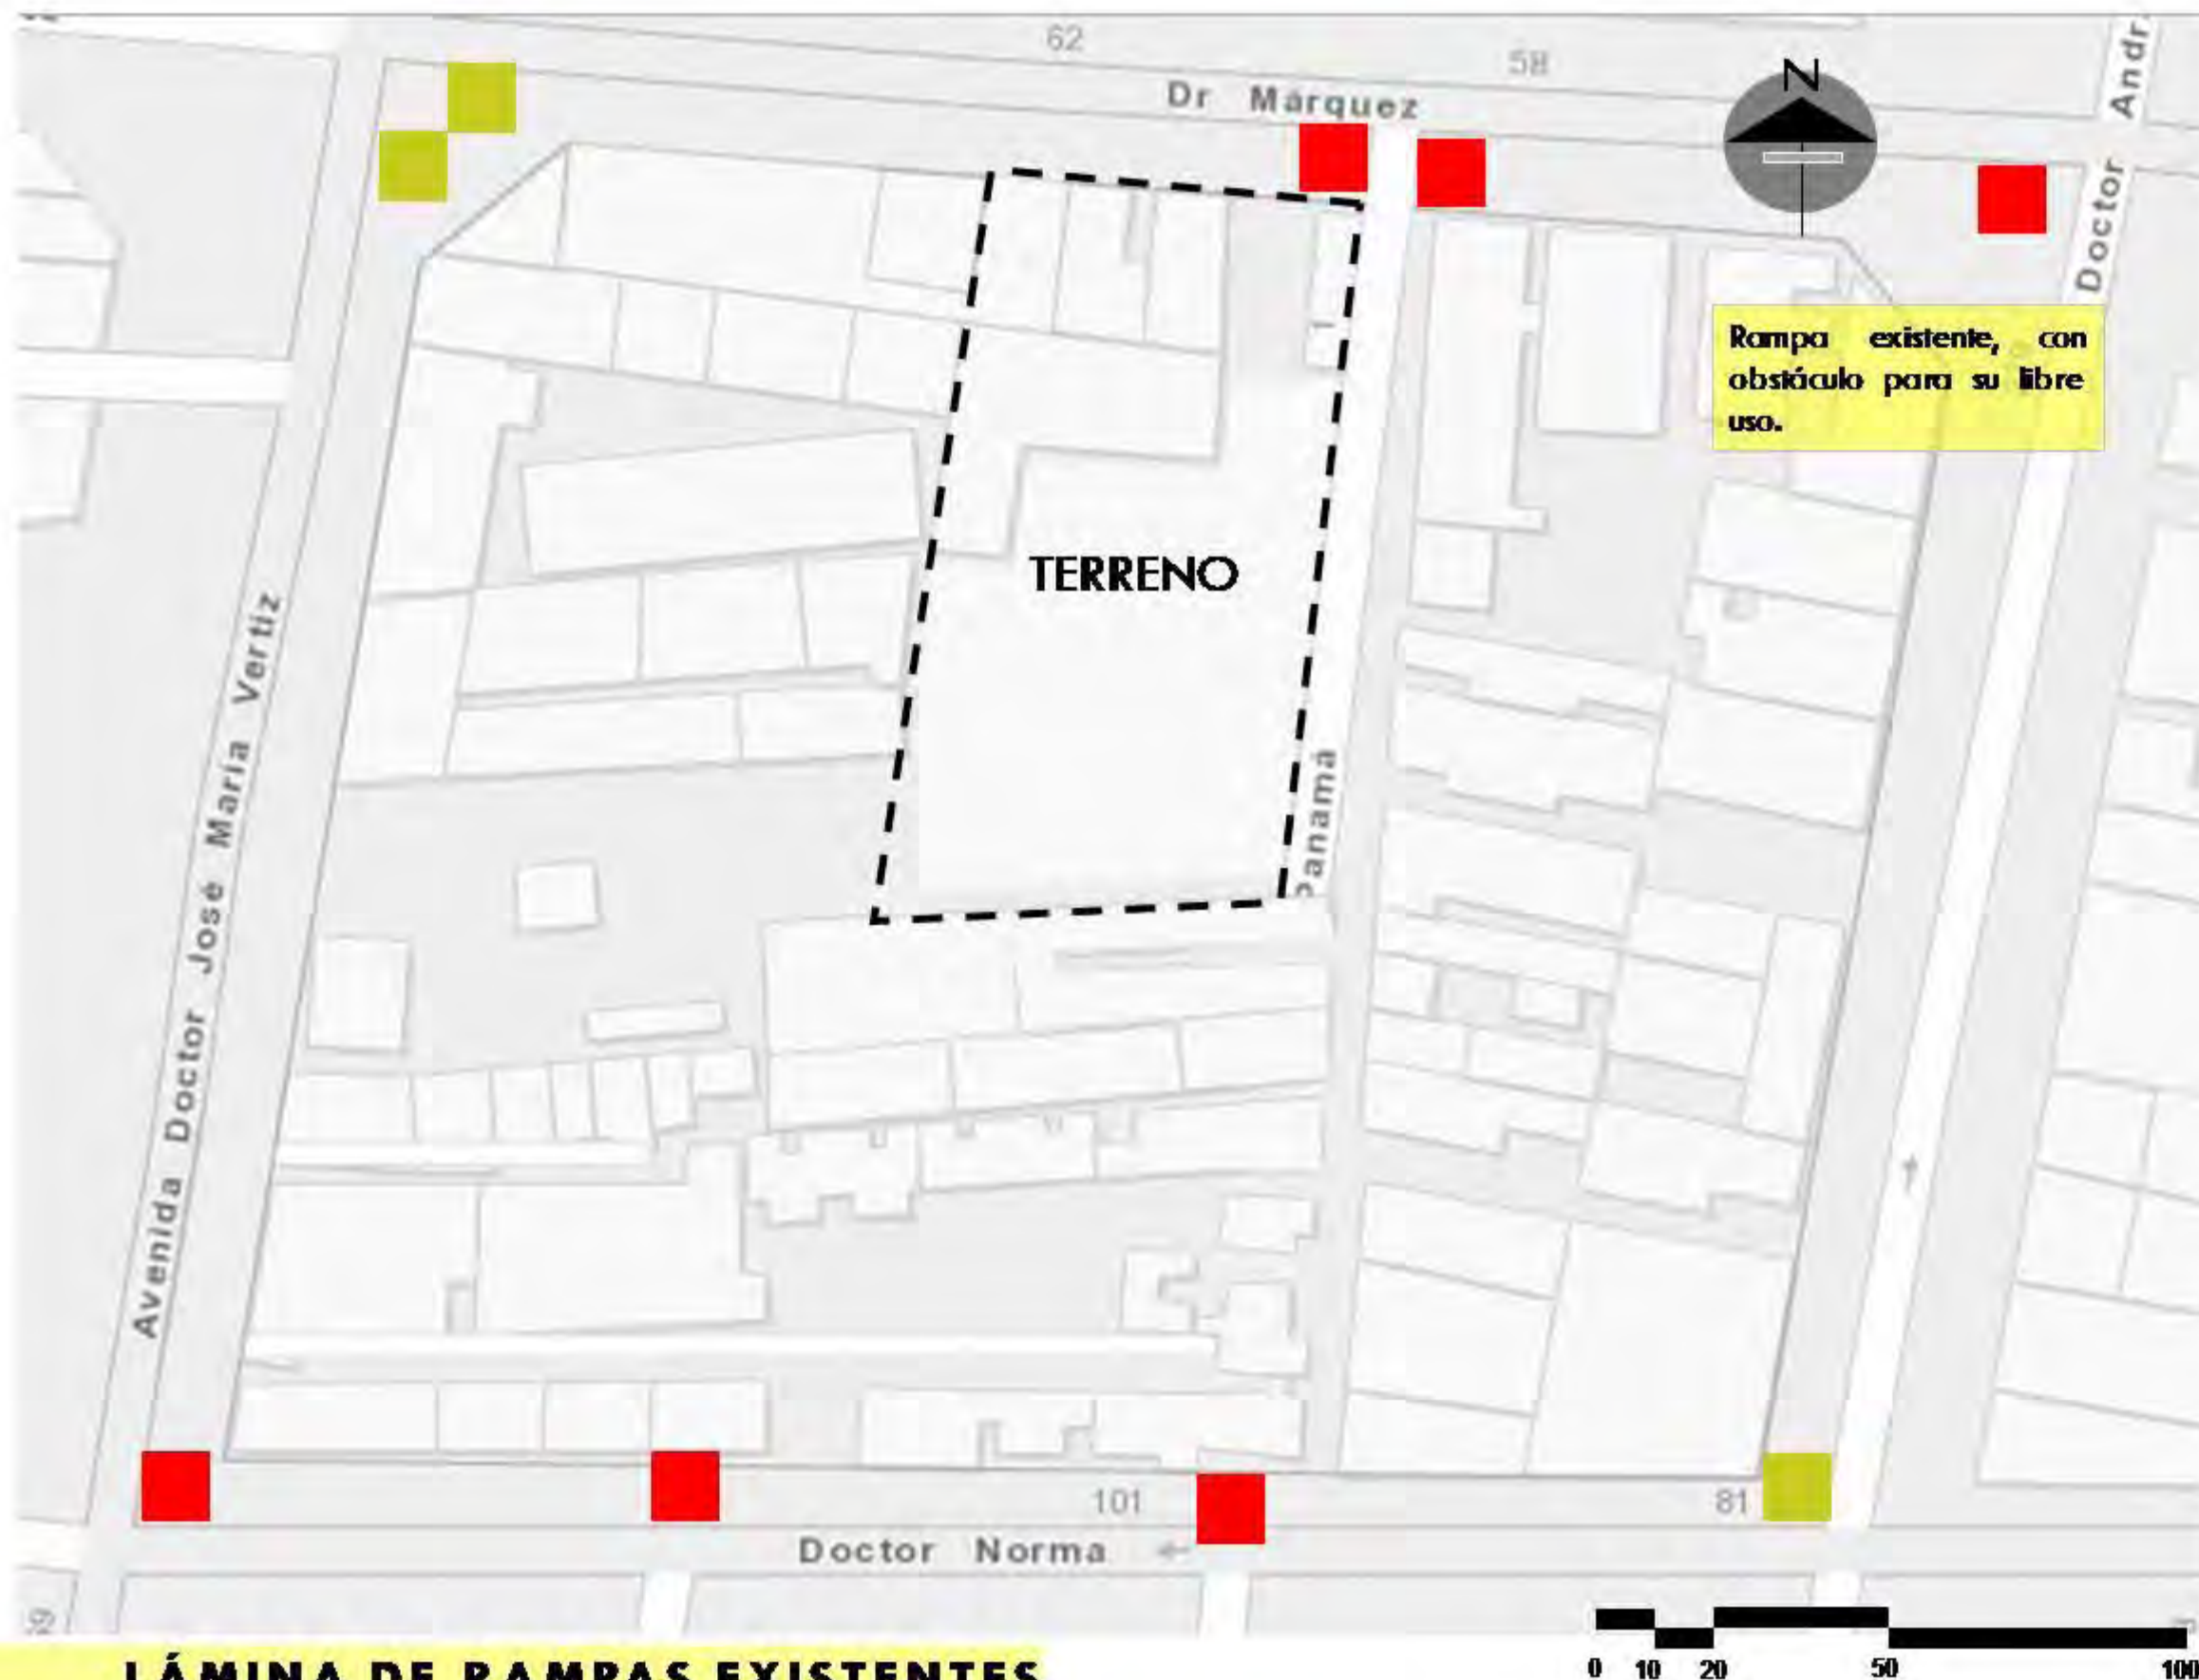 62
58
Dr Márquez
N
Doctor Andr
Rampa existente, con
obstáculo para su libre
uso.
TERRENO
Avenida Doctor José María Vertiz
Panamá
101
81
Doctor Norma
LÁMINA DE RAMPAS EXISTENTES
0 10 20 50 100